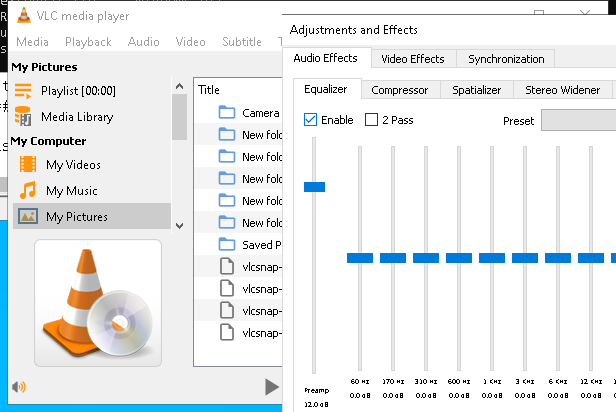 VLC media player
Media Playback Audio Video Subtitle
My Pictures
Playlist [00:00]
Media Library
My Computer
My Videos
My Music
My Pictures
Title
Camera
New fold
New fold
New fold
New fold
New fold
Saved P
vlcsnap-
vlcsnap-
vlcsnap-
vlcsnap-
Adjustments and Effects
Audio Effects Video Effects Synchronization
Equalizer Compressor Spatializer Stereo Widener
Enable 2 Pass Preset
60 Hz 170 Hz 310 Hz 600 Hz 1 KHz 3 KHz 6 KHz 12 KHz
Preamp 0.0 dB 0.0 dB 0.0 dB 0.0 dB 0.0 dB 0.0 dB 0.0 dB 0.0 dB
12.0 dB